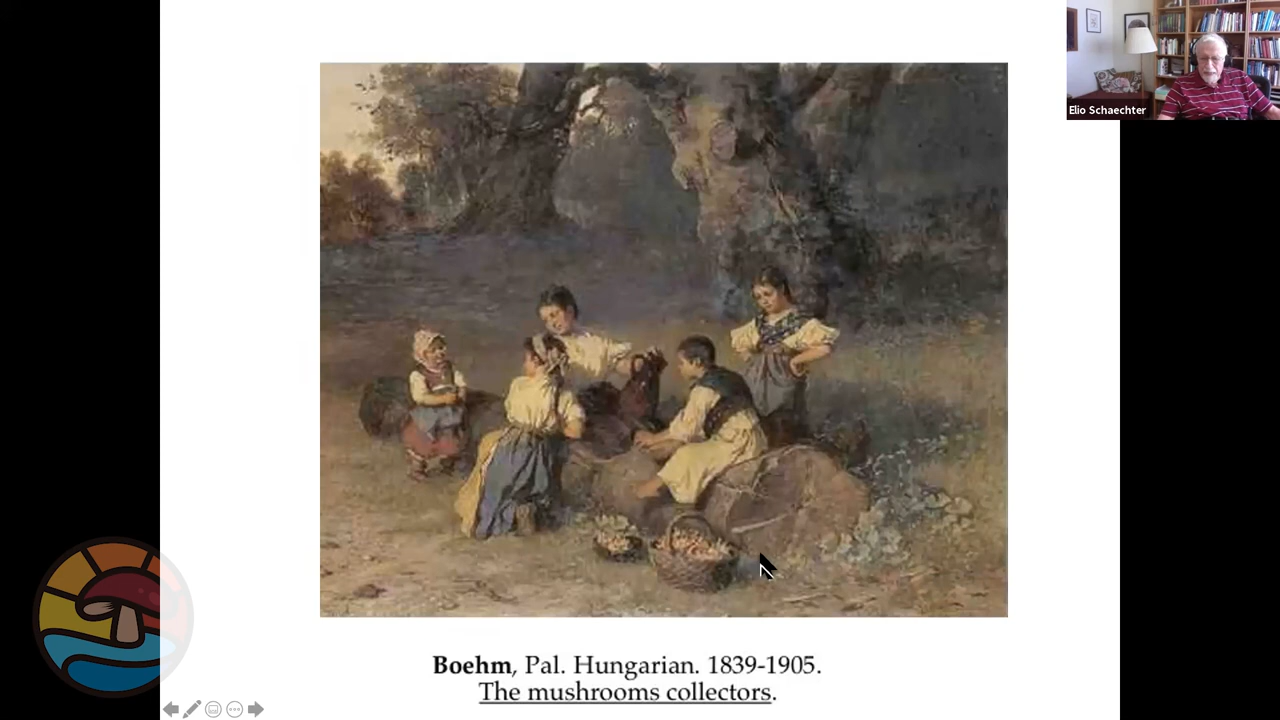 Elio Schaechter
Boehm, Pal. Hungarian. 1839-1905.
The mushrooms collectors.